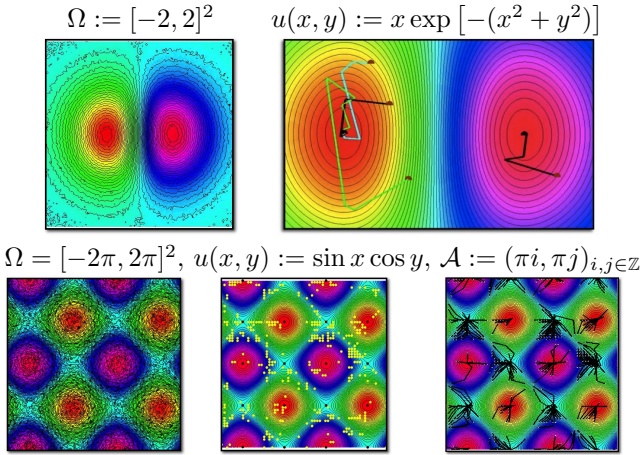 Ω := [−2, 2]²
u(x, y) := x exp [−(x² + y²)]
Ω = [−2π, 2π]², u(x, y) := sin x cos y, 𝒜 := (πi, πj)_{i,j∈ℤ}